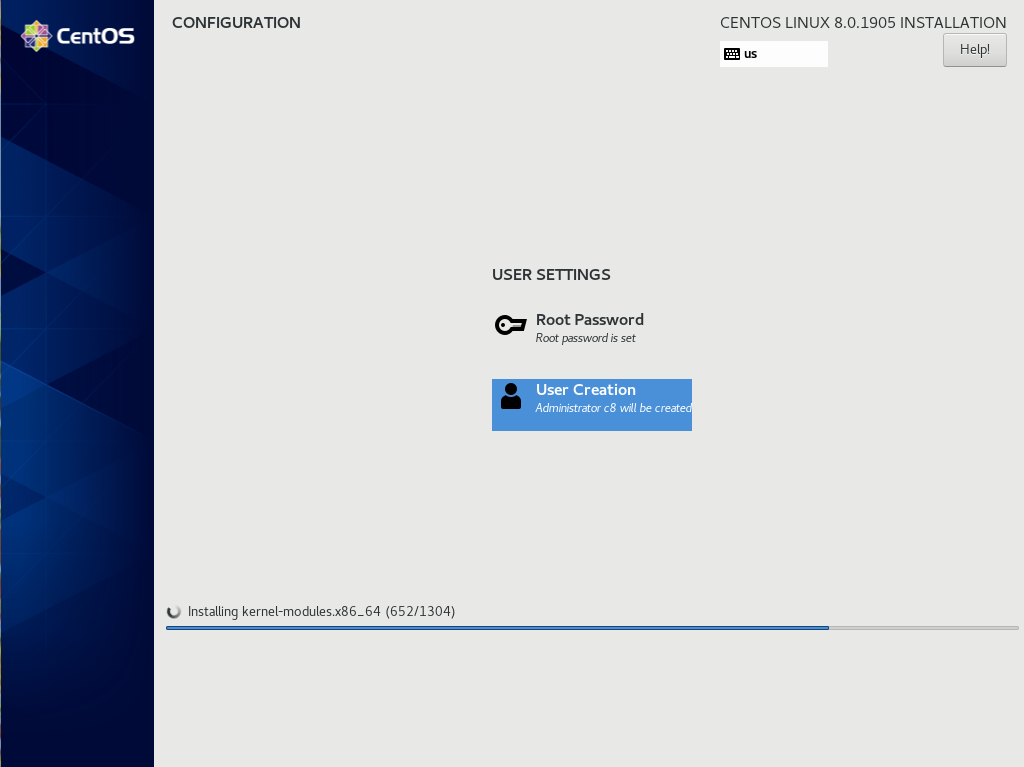 CentOS
CONFIGURATION
CENTOS LINUX 8.0.1905 INSTALLATION
us
Help!
USER SETTINGS
Root Password
Root password is set
User Creation
Administrator c8 will be created
Installing kernel-modules.x86_64 (652/1304)